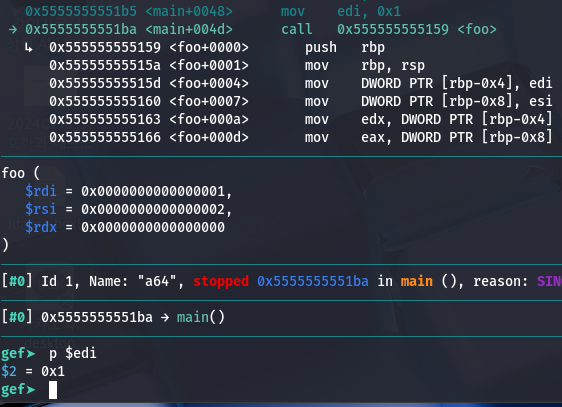 0x5555555551b5 <main+0048> mov edi, 0x1
→ 0x5555555551ba <main+004d> call 0x555555555159 <foo>
↳ 0x555555555159 <foo+0000> push rbp
0x55555555515a <foo+0001> mov rbp, rsp
0x55555555515d <foo+0004> mov DWORD PTR [rbp-0x4], edi
0x555555555160 <foo+0007> mov DWORD PTR [rbp-0x8], esi
0x555555555163 <foo+000a> mov edx, DWORD PTR [rbp-0x4]
0x555555555166 <foo+000d> mov eax, DWORD PTR [rbp-0x8]
foo (
$rdi = 0x0000000000000001,
$rsi = 0x0000000000000002,
$rdx = 0x0000000000000000
)
[#0] Id 1, Name: "a64", stopped 0x5555555551ba in main (), reason: SIN
[#0] 0x5555555551ba → main()
gef➤ p $edi
$2 = 0x1
gef➤